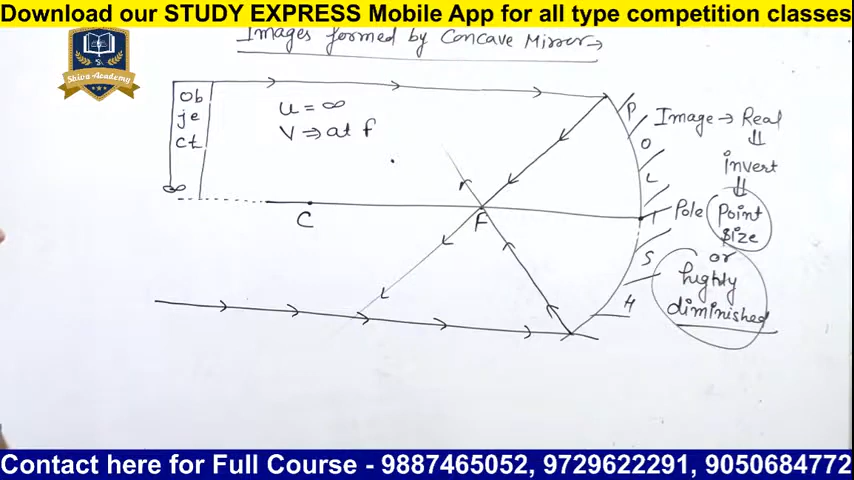 Download our STUDY EXPRESS Mobile App for all type competition classes
Images formed by Concave Mirror
Shiva Academy
ob
je
ct
∞
u = ∞
v ⇒ at f
C
F
r
P
O
L
I
S
H
Pole
Image → Real
⇓
invert
⇓
Point
size
or
highly
diminished
Contact here for Full Course - 9887465052, 9729622291, 9050684772